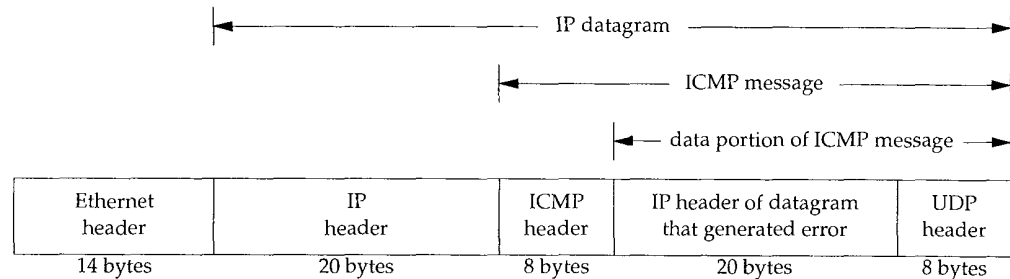 IP datagram
ICMP message
data portion of ICMP message
Ethernet header
IP header
ICMP header
IP header of datagram that generated error
UDP header
14 bytes
20 bytes
8 bytes
20 bytes
8 bytes